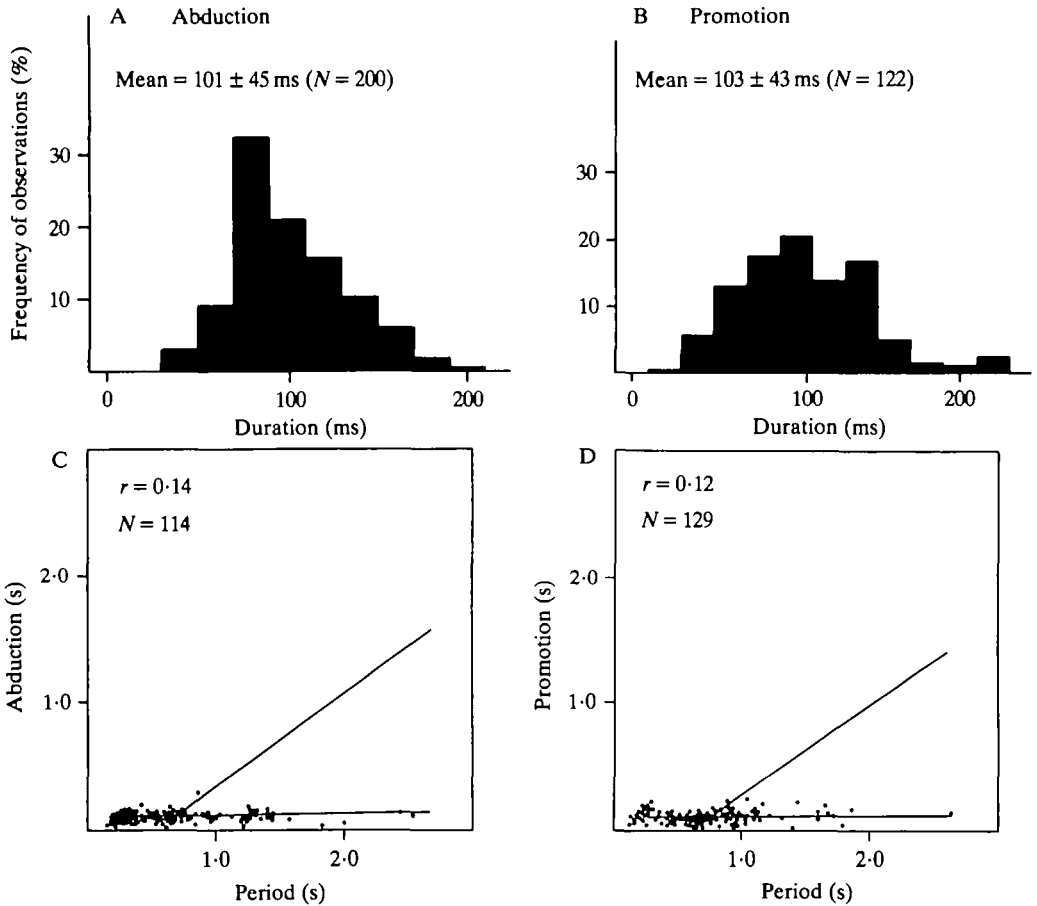 A Abduction
Mean = 101 ± 45 ms (N = 200)
Frequency of observations (%)
30
20
10
0 100 200
Duration (ms)
B Promotion
Mean = 103 ± 43 ms (N = 122)
30
20
10
0 100 200
Duration (ms)
C
r = 0·14
N = 114
Abduction (s)
2·0
1·0
1·0 2·0
Period (s)
D
r = 0·12
N = 129
Promotion (s)
2·0
1·0
1·0 2·0
Period (s)